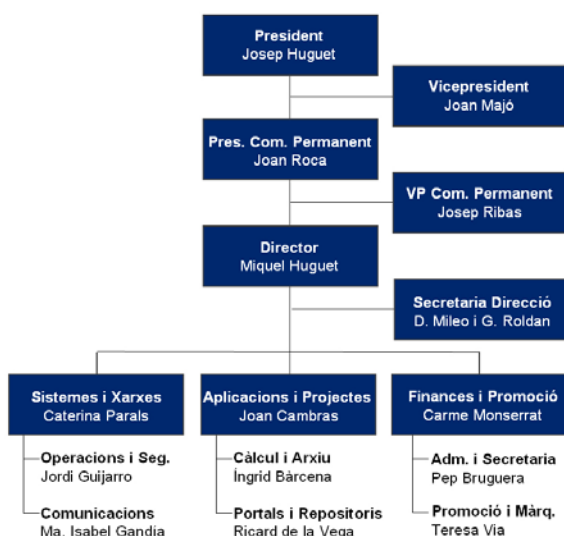 President
Josep Huguet
Vicepresident
Joan Majó
Pres. Com. Permanent
Joan Roca
VP Com. Permanent
Josep Ribas
Director
Miquel Huguet
Secretaria Direcció
D. Mileo i G. Roldan
Sistemes i Xarxes
Caterina Parals
Aplicacions i Projectes
Joan Cambras
Finances i Promoció
Carme Monserrat
Operacions i Seg.
Jordi Guijarro
Comunicacions
Ma. Isabel Gandia
Càlcul i Arxiu
Íngrid Bàrcena
Portals i Repositoris
Ricard de la Vega
Adm. i Secretaria
Pep Bruguera
Promoció i Màrq.
Teresa Via